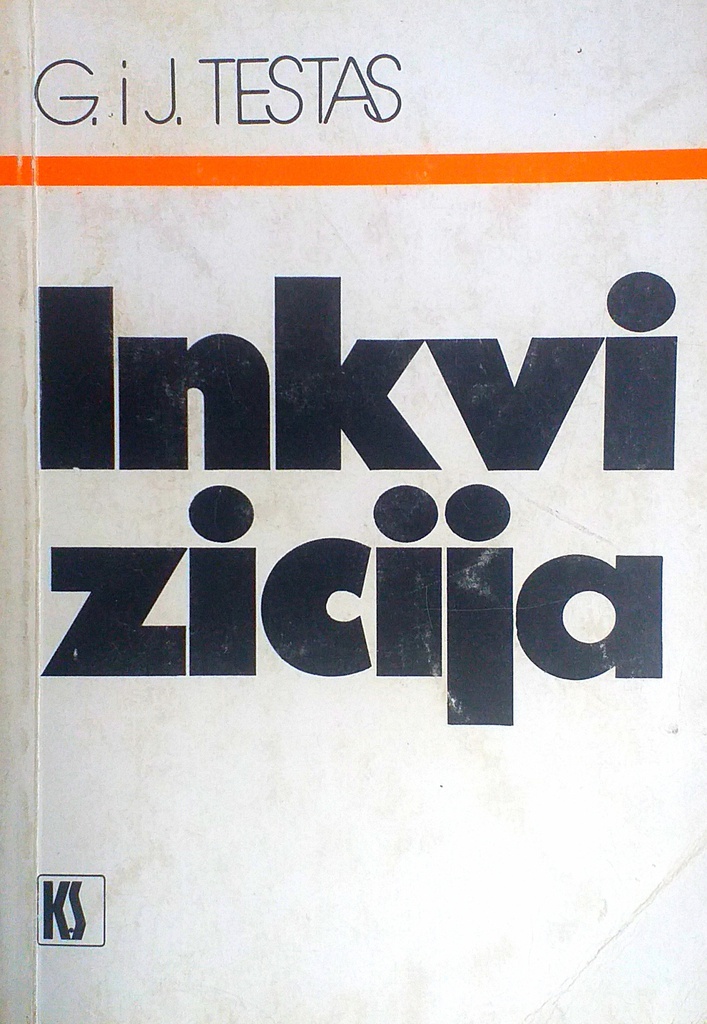 G. i J. TESTAS
Inkvi
zicija
KS